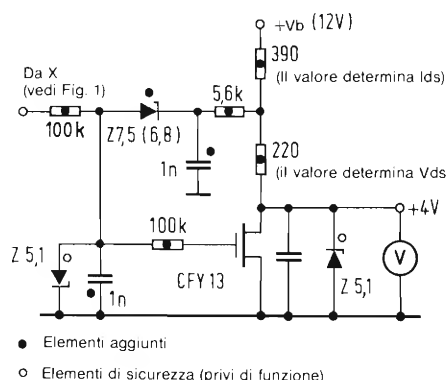 +Vb (12V)
390
(Il valore determina Ids)
Da X
(vedi Fig. 1)
5,6k
100k
Z7,5 (6,8)
1n
220
(il valore determina Vds)
+4V
100k
Z 5,1
CFY 13
Z 5,1
V
1n
● Elementi aggiunti
○ Elementi di sicurezza (privi di funzione)